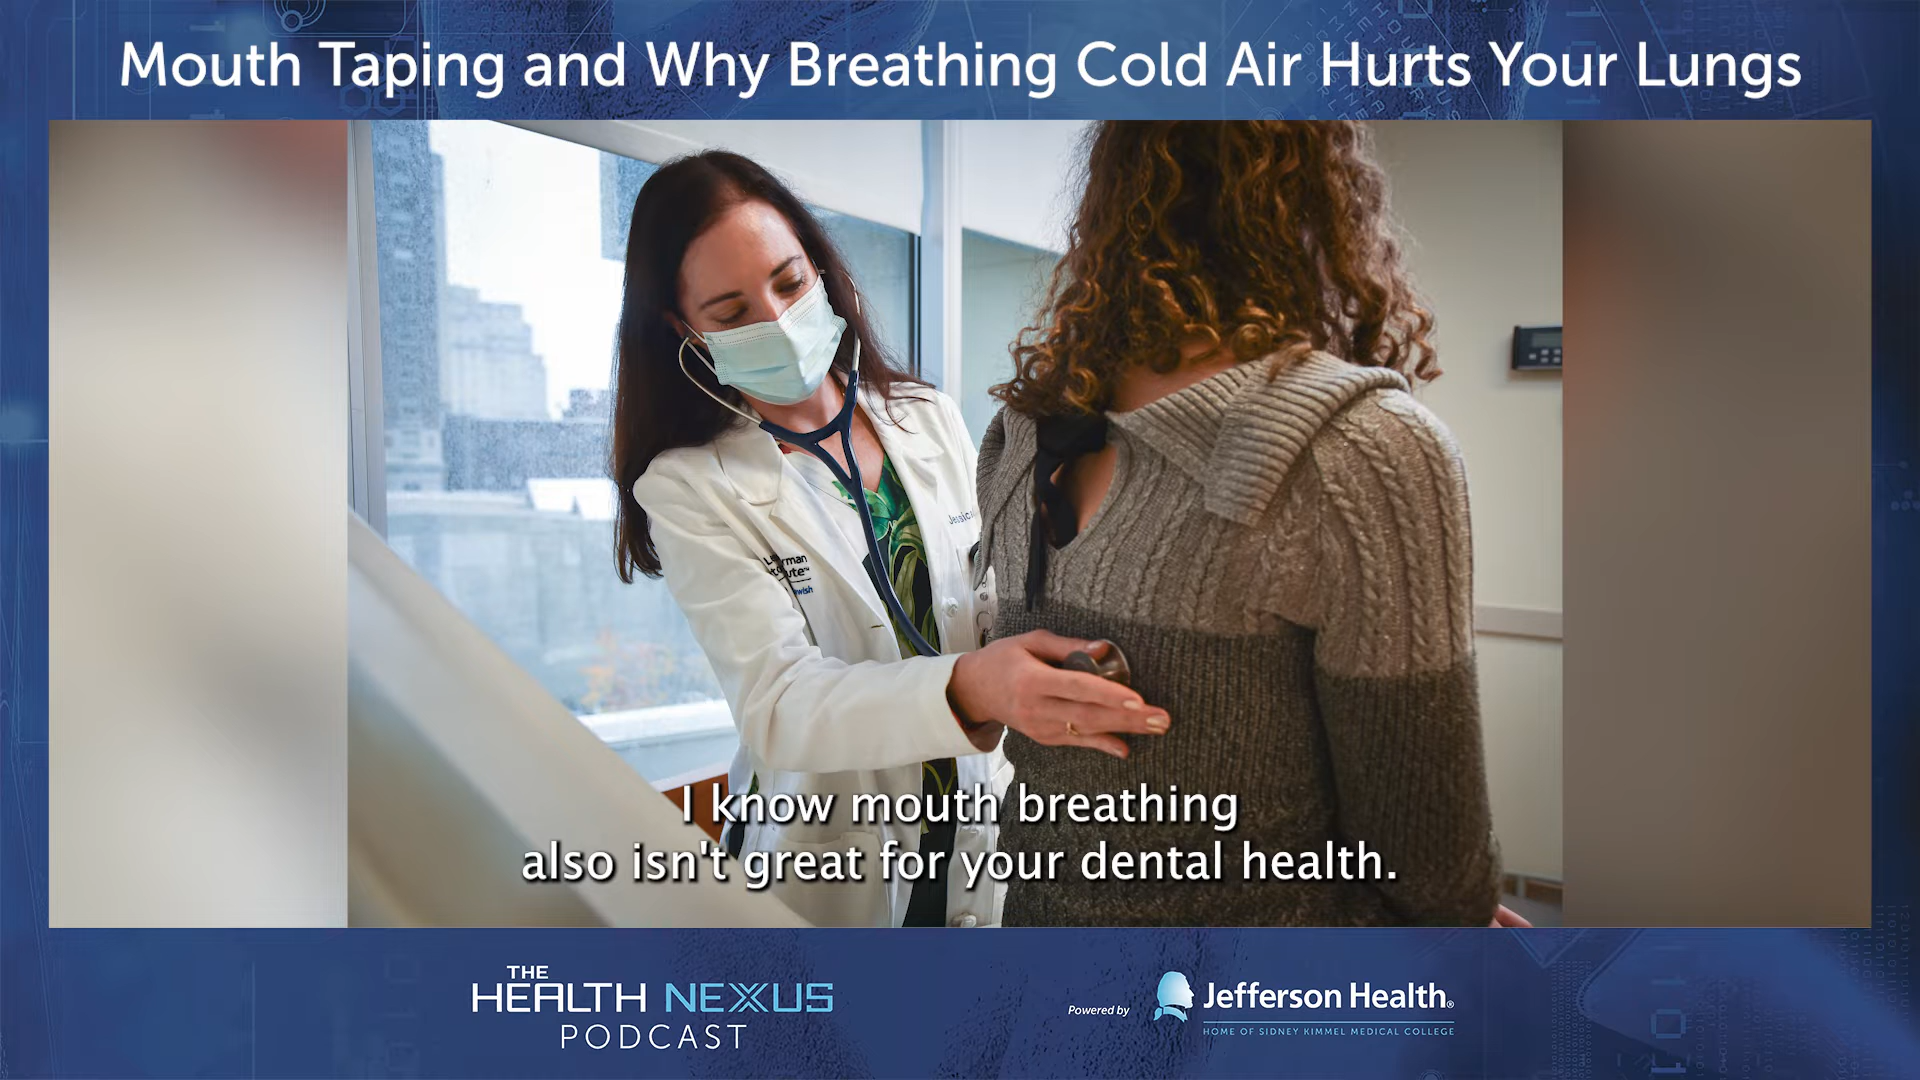 Mouth Taping and Why Breathing Cold Air Hurts Your Lungs
Jessic
I know mouth breathing
also isn't great for your dental health.
THE
HEALTH NEXUS
PODCAST
Powered by
Jefferson Health®
HOME OF SIDNEY KIMMEL MEDICAL COLLEGE